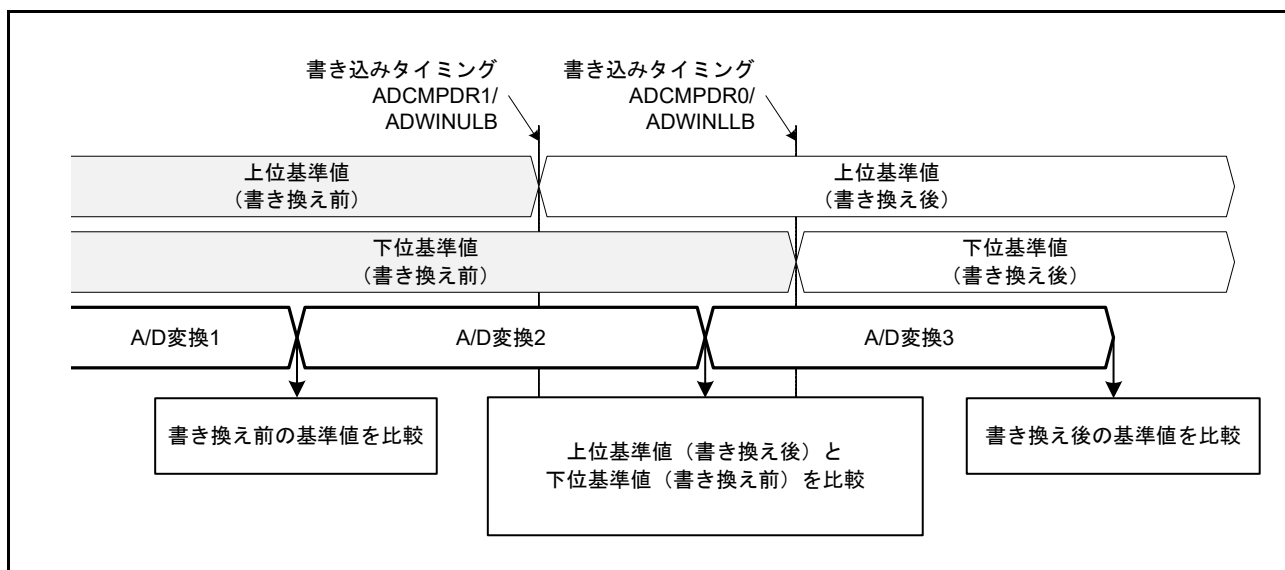 書き込みタイミング
ADCMPDR1/
ADWINULB
書き込みタイミング
ADCMPDR0/
ADWINLLB
上位基準値
（書き換え前）
上位基準値
（書き換え後）
下位基準値
（書き換え前）
下位基準値
（書き換え後）
A/D変換1
A/D変換2
A/D変換3
書き換え前の基準値を比較
上位基準値（書き換え後）と
下位基準値（書き換え前）を比較
書き換え後の基準値を比較